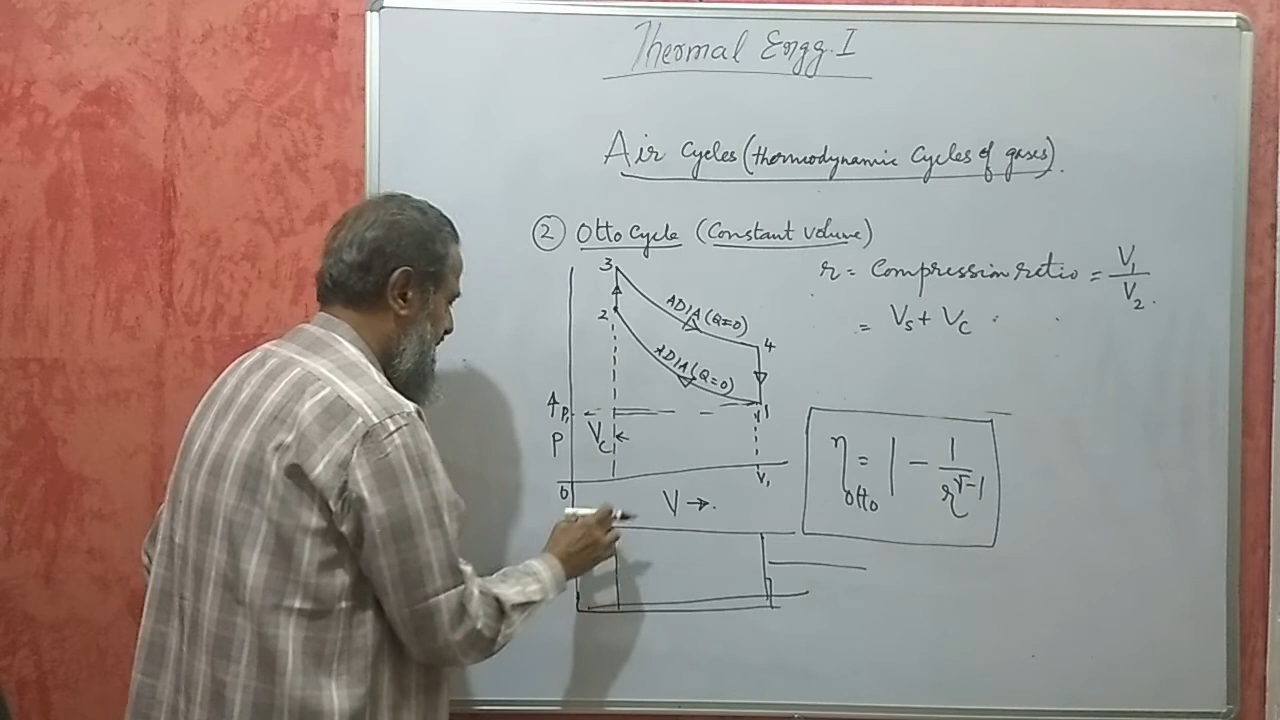 Thermal Engg. I
Air Cycles (thermodynamic Cycles of gases).
② Otto Cycle (Constant volume)
r = Compression retio = V₁/V₂.
= Vs + Vc
3
2
ADIA(Q=0)
4
ADIA(Q=0)
P₁
1
P
Vc
0
V₁
V →.
η otto = 1 - 1/r^γ-1